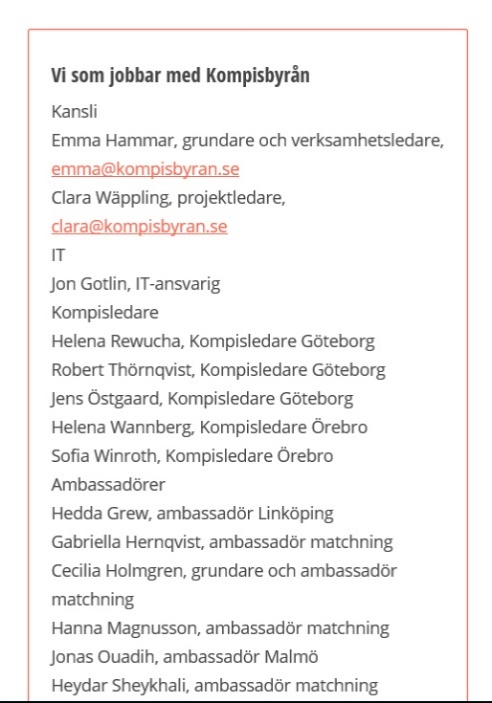 Vi som jobbar med Kompisbyrån
Kansli
Emma Hammar, grundare och verksamhetsledare,
emma@kompisbyran.se
Clara Wäppling, projektledare,
clara@kompisbyran.se
IT
Jon Gotlin, IT-ansvarig
Kompisledare
Helena Rewucha, Kompisledare Göteborg
Robert Thörnqvist, Kompisledare Göteborg
Jens Östgaard, Kompisledare Göteborg
Helena Wannberg, Kompisledare Örebro
Sofia Winroth, Kompisledare Örebro
Ambassadörer
Hedda Grew, ambassadör Linköping
Gabriella Hernqvist, ambassadör matchning
Cecilia Holmgren, grundare och ambassadör
matchning
Hanna Magnusson, ambassadör matchning
Jonas Ouadih, ambassadör Malmö
Heydar Sheykhali, ambassadör matchning